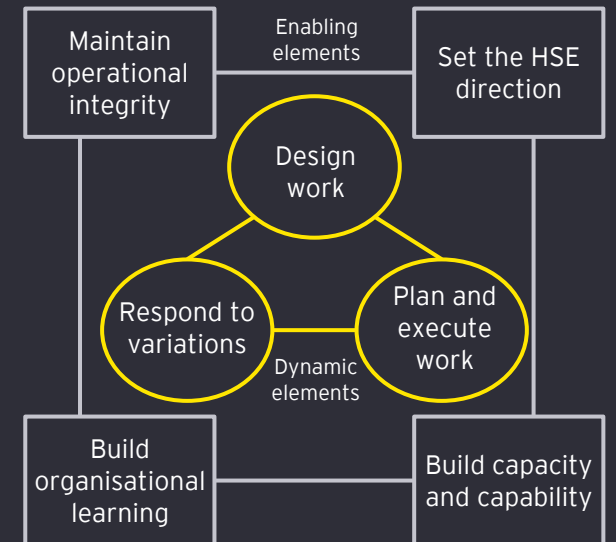 Maintain
operational
integrity
Enabling
elements
Set the HSE
direction
Design
work
Respond to
variations
Plan and
execute
work
Dynamic
elements
Build
organisational
learning
Build capacity
and capability